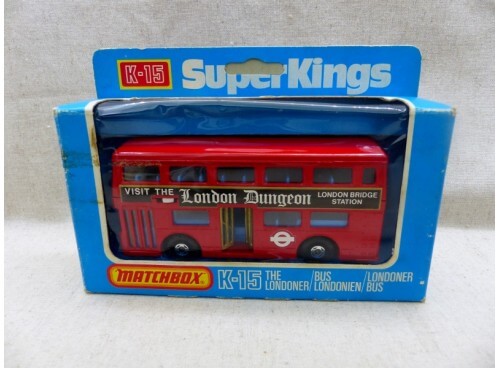 K-15 SuperKings
VISIT THE London Dungeon LONDON BRIDGE
STATION
MATCHBOX K-15 THE /BUS /LONDONER
LONDONER/ LONDONIEN/ BUS